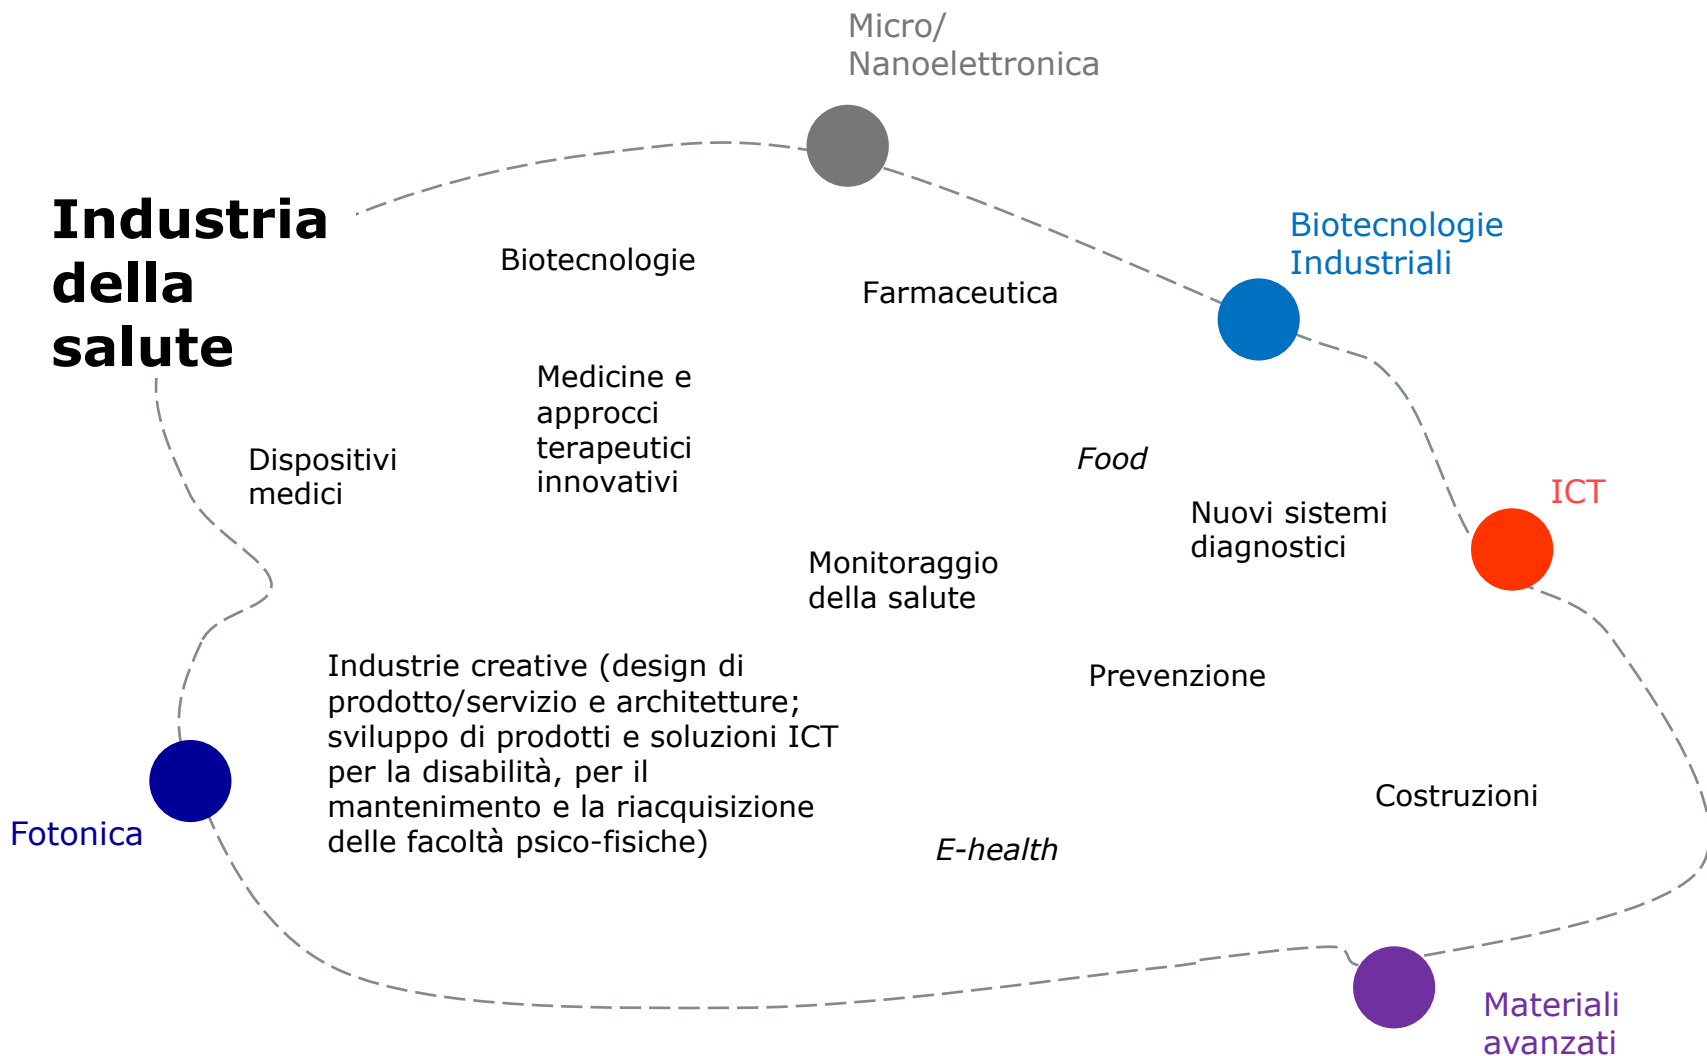 Micro/
Nanoelettronica
Industria
della
salute
Biotecnologie
Industriali
Biotecnologie
Farmaceutica
Medicine e
approcci
terapeutici
innovativi
Dispositivi
medici
Food
ICT
Nuovi sistemi
diagnostici
Monitoraggio
della salute
Industrie creative (design di
prodotto/servizio e architetture;
sviluppo di prodotti e soluzioni ICT
per la disabilità, per il
mantenimento e la riacquisizione
delle facoltà psico-fisiche)
Prevenzione
Costruzioni
Fotonica
E-health
Materiali
avanzati